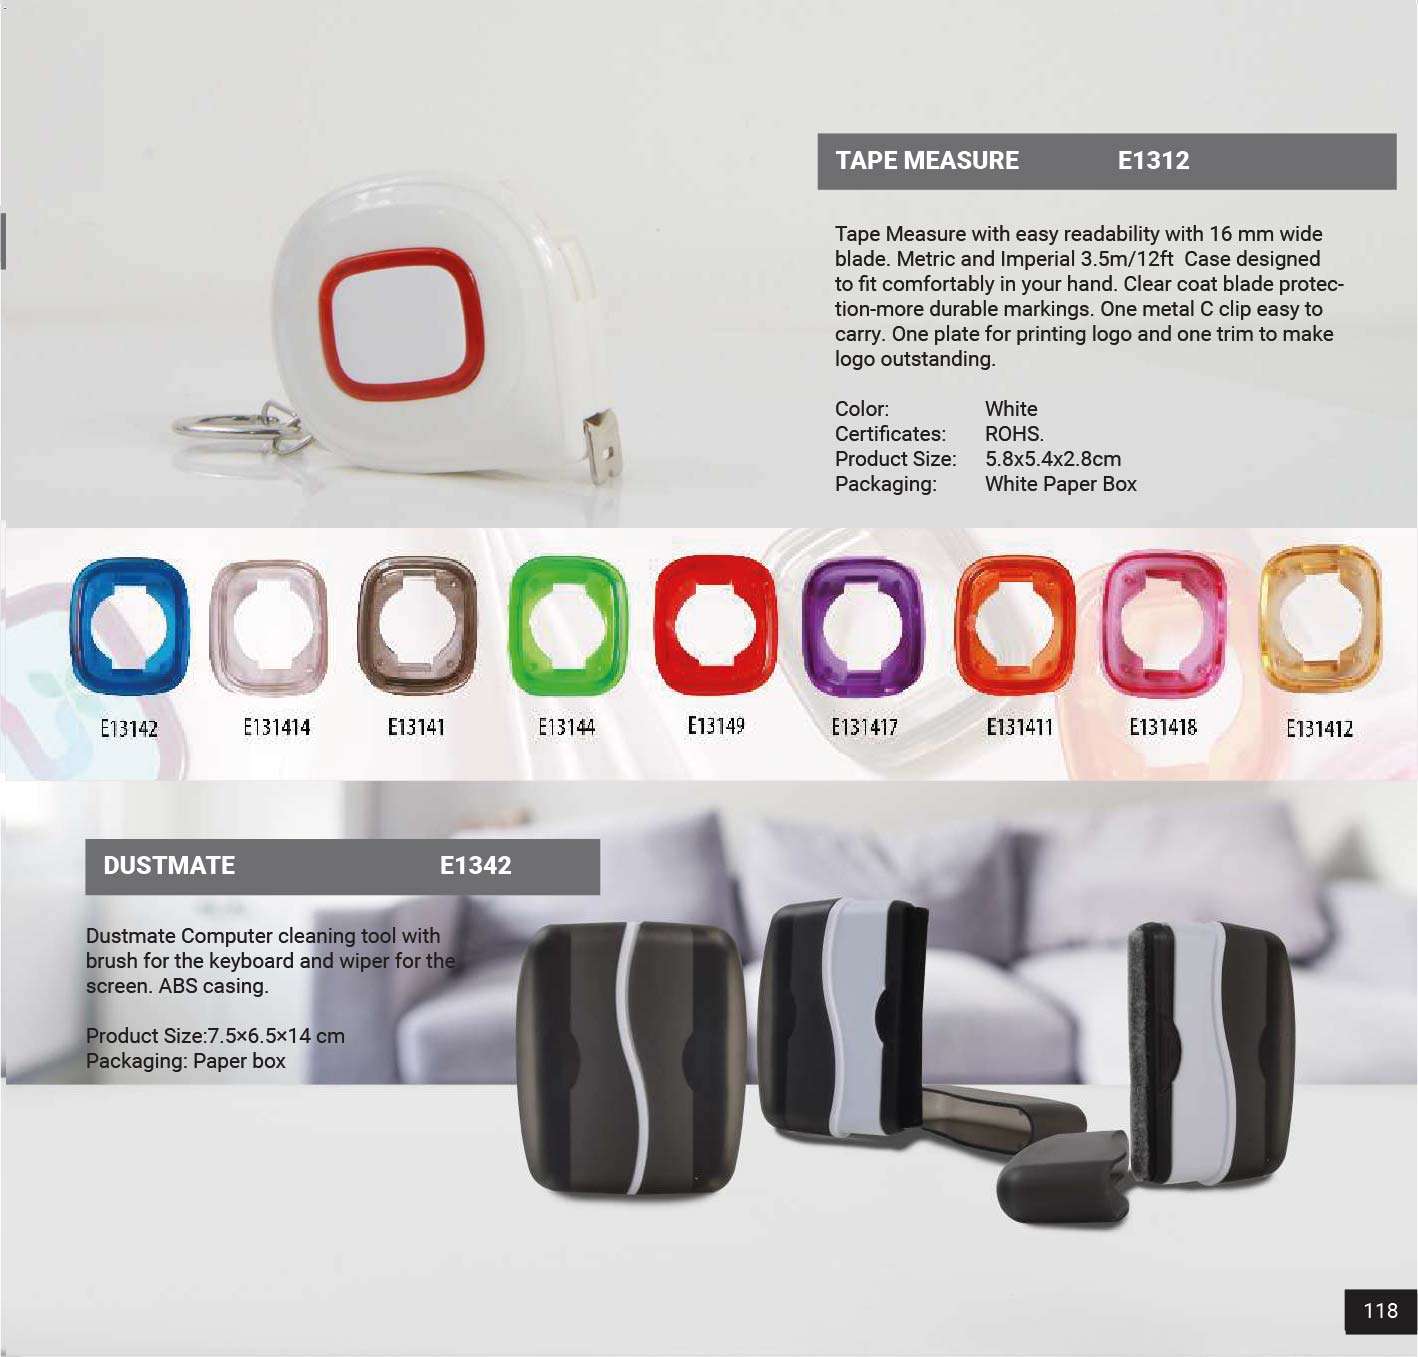 TAPE MEASURE E1312
Tape Measure with easy readability with 16 mm wide
blade. Metric and Imperial 3.5m/12ft Case designed
to fit comfortably in your hand. Clear coat blade protec-
tion-more durable markings. One metal C clip easy to
carry. One plate for printing logo and one trim to make
logo outstanding.
Color: White
Certificates: ROHS.
Product Size: 5.8x5.4x2.8cm
Packaging: White Paper Box
E13142 E131414 E13141 E13144 E13149 E131417 E131411 E131418 E131412
DUSTMATE E1342
Dustmate Computer cleaning tool with
brush for the keyboard and wiper for the
screen. ABS casing.
Product Size:7.5×6.5×14 cm
Packaging: Paper box
118